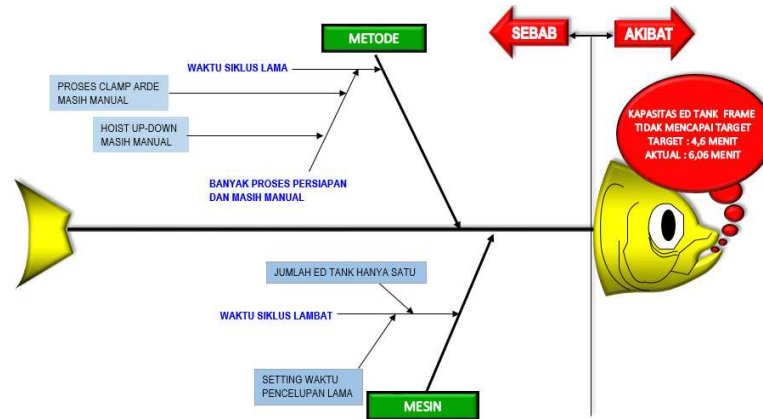 METODE
SEBAB
AKIBAT
WAKTU SIKLUS LAMA
PROSES CLAMP ARDE
MASIH MANUAL
HOIST UP-DOWN
MASIH MANUAL
BANYAK PROSES PERSIAPAN
DAN MASIH MANUAL
KAPASITAS ED TANK FRAME
TIDAK MENCAPAI TARGET
TARGET : 4,6 MENIT
AKTUAL : 6,06 MENIT
JUMLAH ED TANK HANYA SATU
WAKTU SIKLUS LAMBAT
SETTING WAKTU
PENCELUPAN LAMA
MESIN